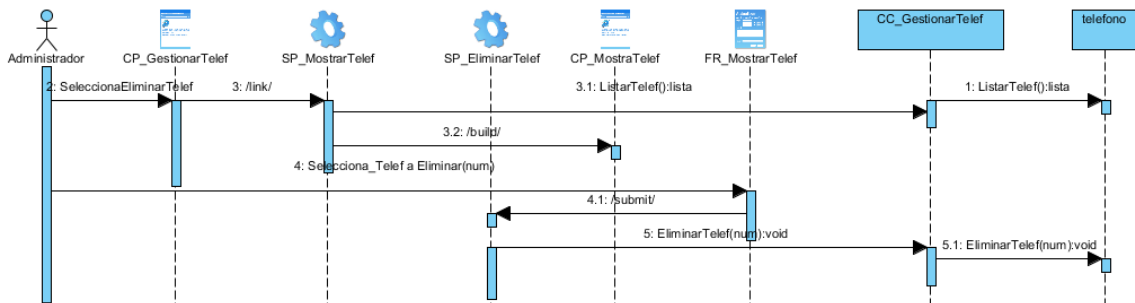 Administrador
CP_GestionarTelef
SP_MostrarTelef
SP_EliminarTelef
CP_MostraTelef
FR_MostrarTelef
CC_GestionarTelef
telefono
2: SeleccionaEliminarTelef
3: /link/
3.1: ListarTelef():lista
1: ListarTelef():lista
3.2: /build/
4: Selecciona_Telef a Eliminar(num)
4.1: /submit/
5: EliminarTelef(num):void
5.1: EliminarTelef(num):void